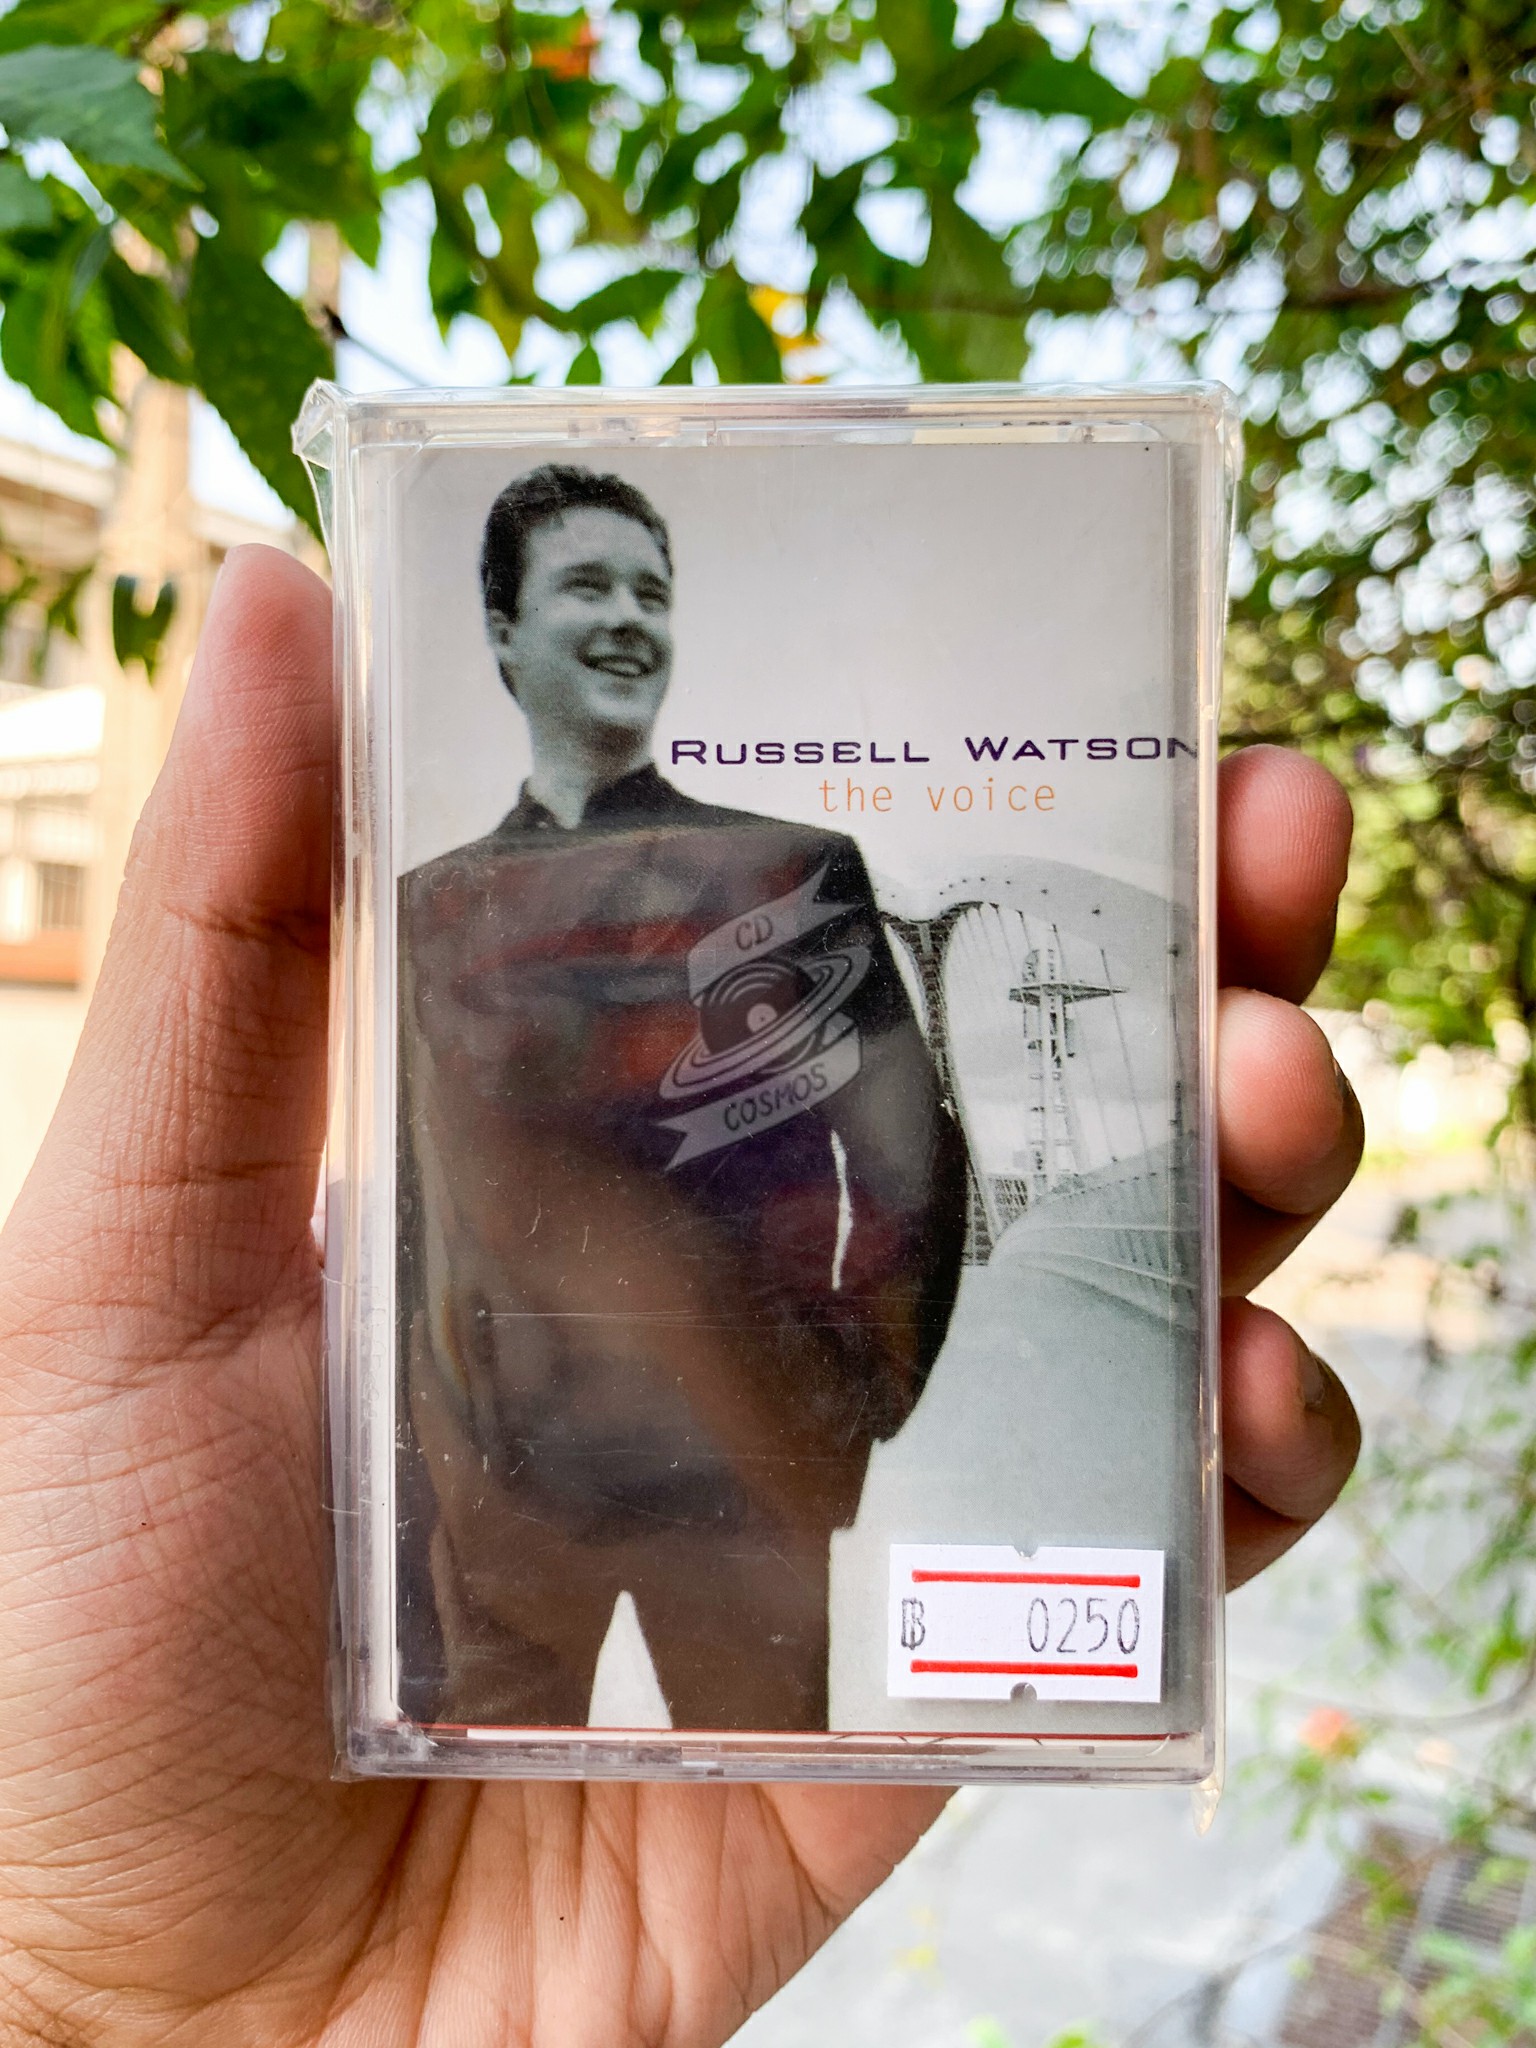 RUSSELL WATSON
the voice
CD
COSMOS
฿ 0250